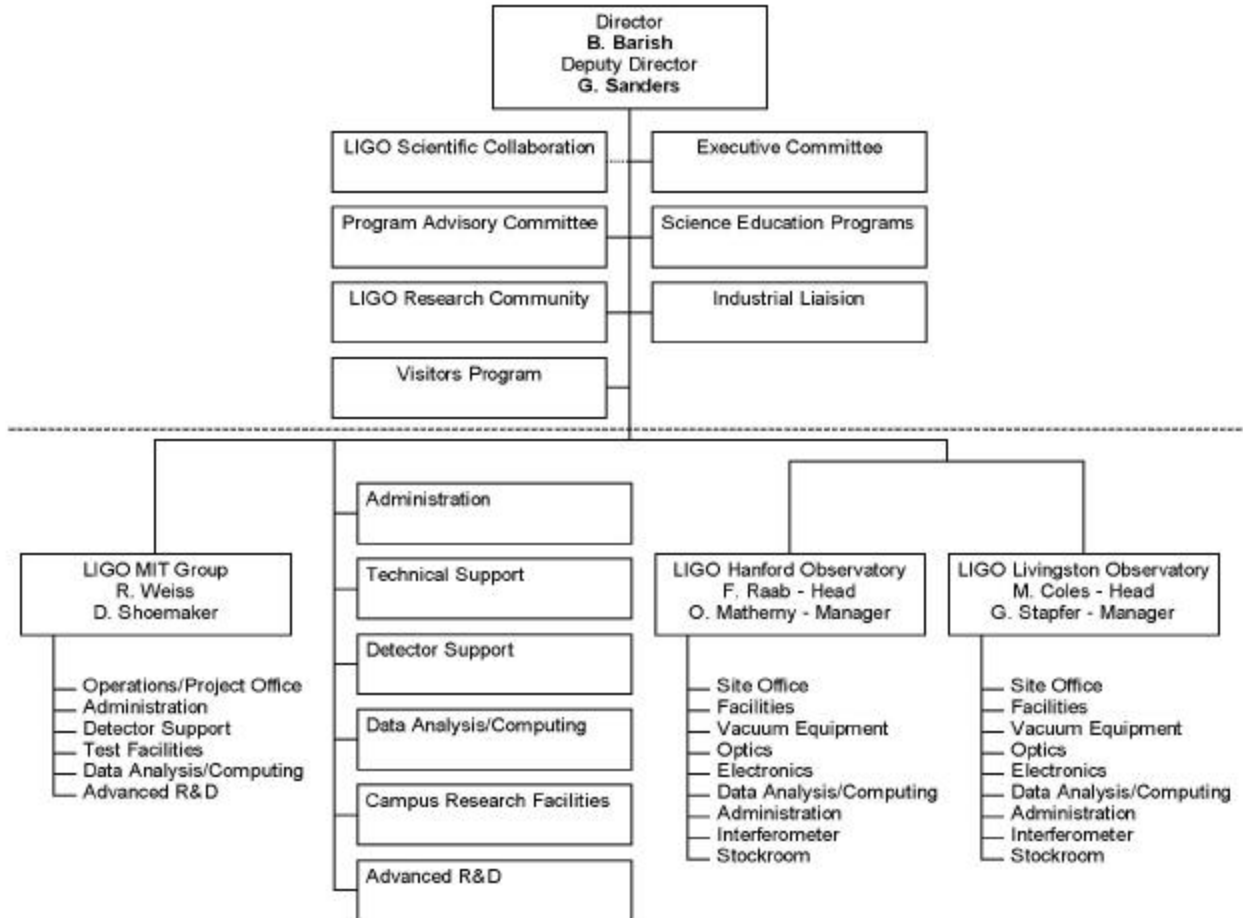 Director
B. Barish
Deputy Director
G. Sanders
LIGO Scientific Collaboration
Executive Committee
Program Advisory Committee
Science Education Programs
LIGO Research Community
Industrial Liaision
Visitors Program
LIGO MIT Group
R. Weiss
D. Shoemaker
Operations/Project Office
Administration
Detector Support
Test Facilities
Data Analysis/Computing
Advanced R&D
Administration
Technical Support
Detector Support
Data Analysis/Computing
Campus Research Facilities
Advanced R&D
LIGO Hanford Observatory
F. Raab - Head
O. Matherny - Manager
Site Office
Facilities
Vacuum Equipment
Optics
Electronics
Data Analysis/Computing
Administration
Interferometer
Stockroom
LIGO Livingston Observatory
M. Coles - Head
G. Stapfer - Manager
Site Office
Facilities
Vacuum Equipment
Optics
Electronics
Data Analysis/Computing
Administration
Interferometer
Stockroom